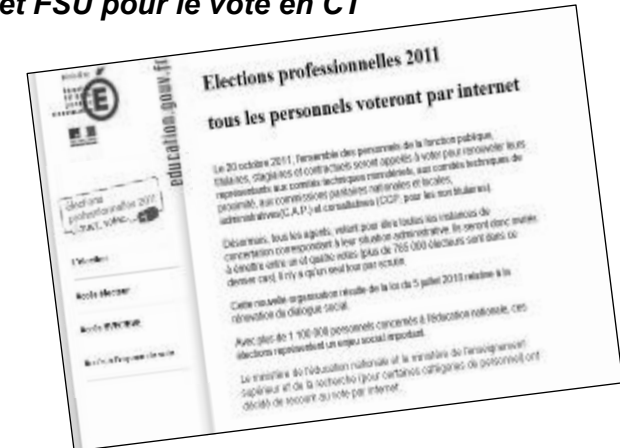 et FSU pour le vote en CT
education.gouv.fr
Elections professionnelles 2011
tous les personnels voteront par internet
Le 20 octobre 2011, l'ensemble des personnels de la fonction publique,
titulaires, stagiaires et contractuels seront appelés à voter pour renouveler leurs
représentants aux comités techniques ministériels, aux comités techniques de
proximité, aux commissions paritaires nationales et locales,
administratives(C.A.P.) et consultatives (CCP, pour les non titulaires).
Désormais, tous les agents, votent pour élire toutes les instances de
concertation correspondant à leur situation administrative. Ils seront donc
à émettre entre un et quatre votes (plus de 765 000 électeurs sont dans ce
dernier cas). Il n'y a qu'un seul tour par scrutin.
Cette nouvelle organisation résulte de la loi du 5 juillet 2010 relative à la
rénovation du dialogue social.
Avec plus de 1 100 000 personnels concernés à l'éducation nationale, ces
élections représentent un enjeu social important.
Le ministère de l'éducation nationale et le ministère de l'enseignement
supérieur et de la recherche (pour certaines catégories de personnel) ont
décidé de recourir au vote par internet.
élections
professionnelles 2011
Accès électeur